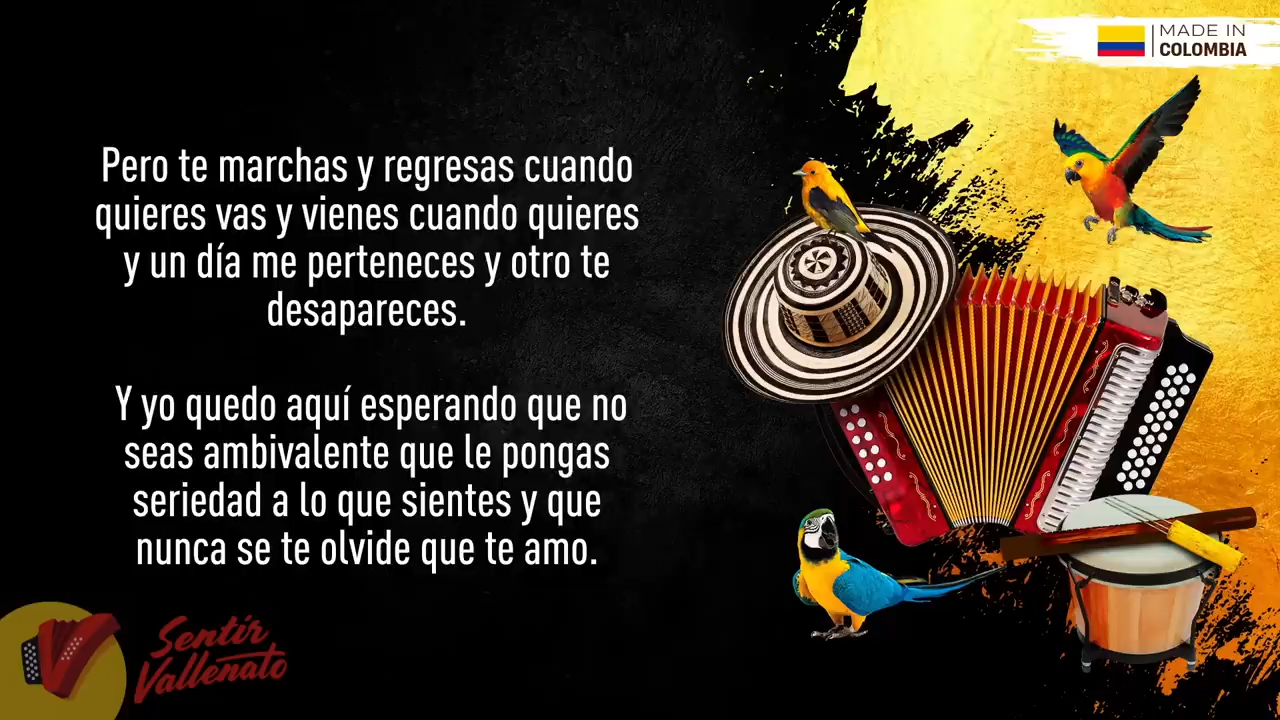 MADE IN
COLOMBIA
Pero te marchas y regresas cuando
quieres vas y vienes cuando quieres
y un día me perteneces y otro te
desapareces.
Y yo quedo aquí esperando que no
seas ambivalente que le pongas
seriedad a lo que sientes y que
nunca se te olvide que te amo.
Sentir
Vallenato